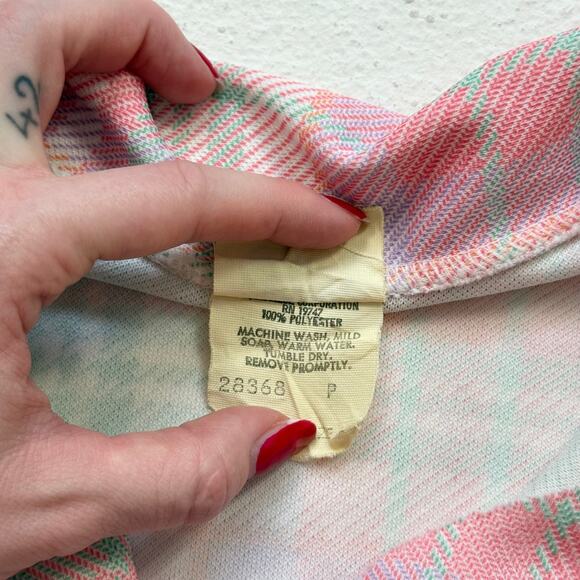 CORPORATION
RN 19747
100% POLYESTER
MACHINE WASH, MILD
SOAP, WARM WATER.
TUMBLE DRY.
REMOVE PROMPTLY.
28368 P
42